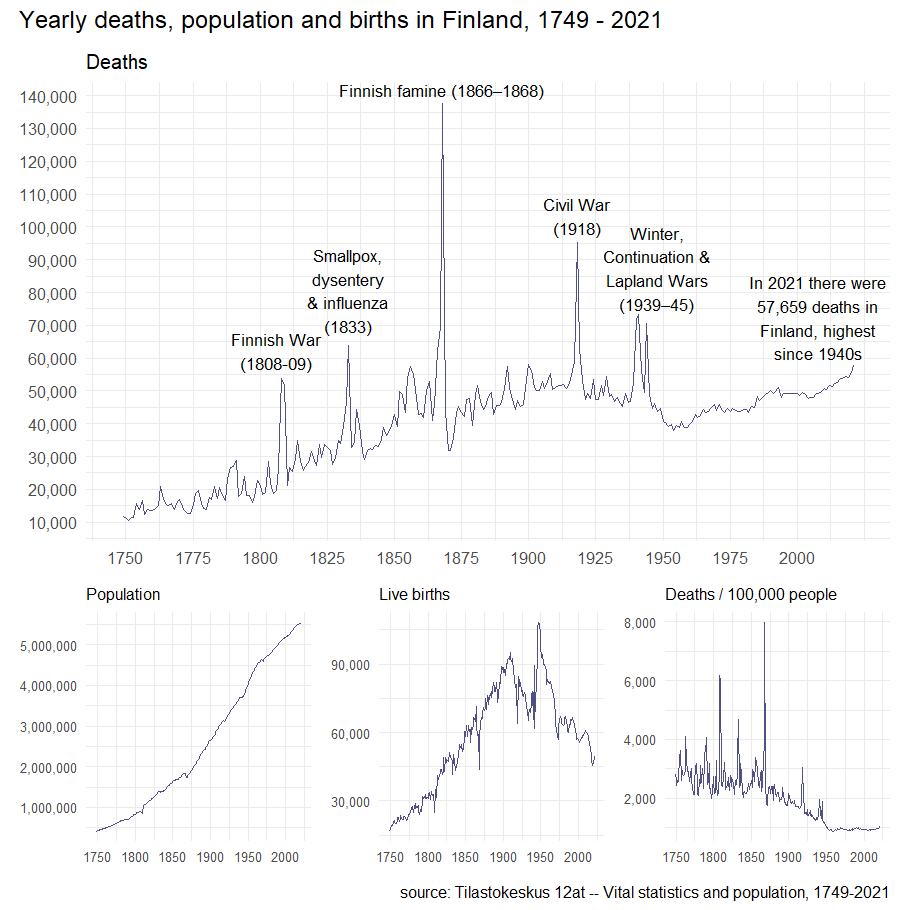 Yearly deaths, population and births in Finland, 1749 - 2021
Deaths
Finnish famine (1866–1868)
140,000
130,000
120,000
110,000
100,000
90,000
80,000
70,000
60,000
50,000
40,000
30,000
20,000
10,000
Civil War
(1918)
Winter,
Continuation &
Lapland Wars
(1939–45)
Smallpox,
dysentery
& influenza
(1833)
In 2021 there were
57,659 deaths in
Finland, highest
since 1940s
Finnish War
(1808-09)
1750 1775 1800 1825 1850 1875 1900 1925 1950 1975 2000
Population
5,000,000
4,000,000
3,000,000
2,000,000
1,000,000
1750 1800 1850 1900 1950 2000
Live births
90,000
60,000
30,000
1750 1800 1850 1900 1950 2000
Deaths / 100,000 people
8,000
6,000
4,000
2,000
1750 1800 1850 1900 1950 2000
source: Tilastokeskus 12at -- Vital statistics and population, 1749-2021